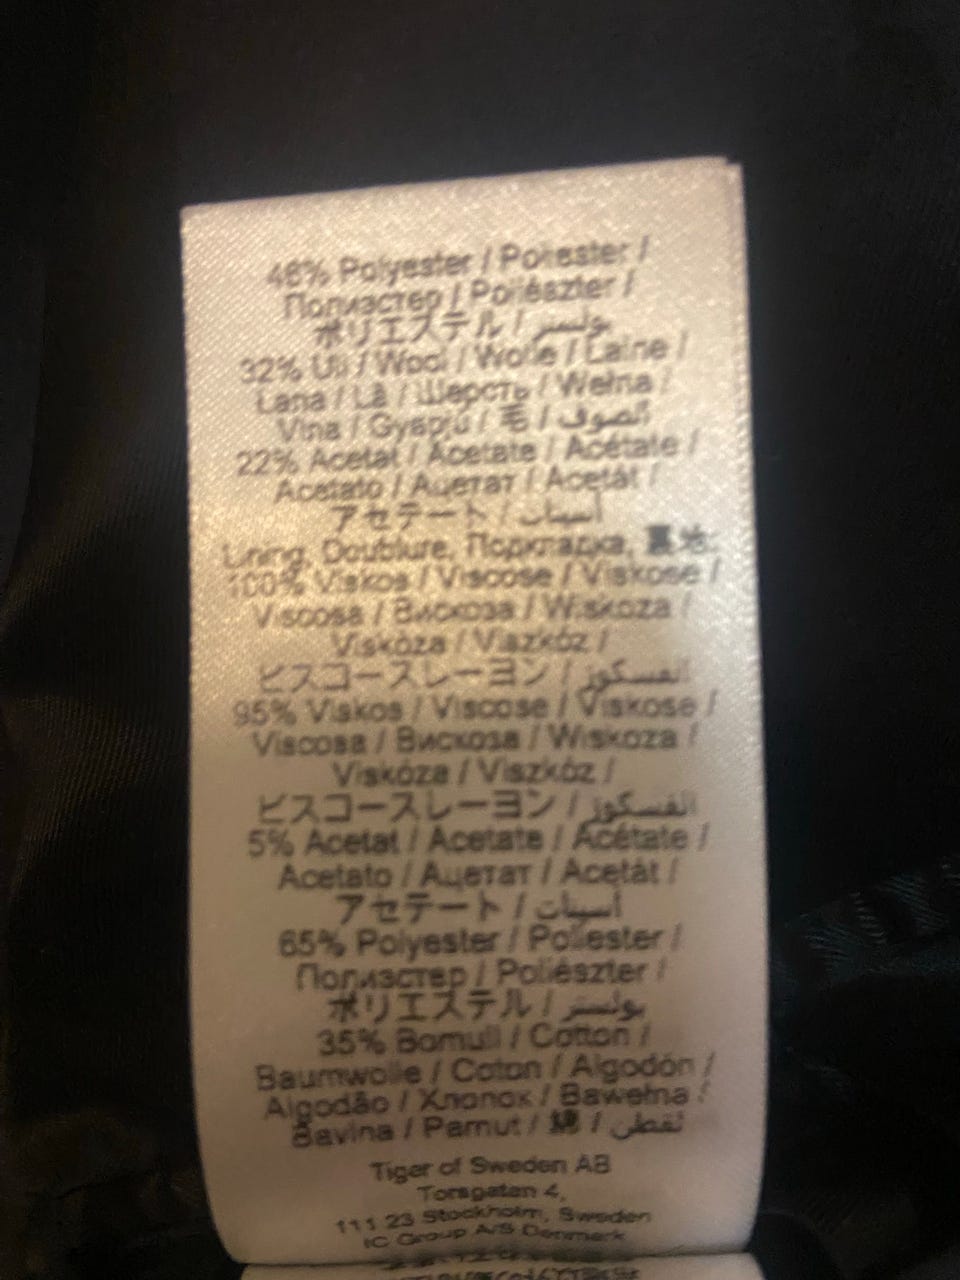 46% Polyester / Poliester /
Полиэстер / Poliészter /
ポリエステル / بوليستر
32% Ull / Wool / Wolle / Laine /
Lana / Lã / Шерсть / Wełna /
Vlna / Gyapjú / 毛 / الصوف
22% Acetat / Acetate / Acétate /
Acetato / Ацетат / Acetát /
アセテート / أسيتات
Lining, Doublure, Подкладка, 裏地,
100% Viskos / Viscose / Viskose /
Viscosa / Вискоза / Wiskoza /
Viskóza / Viszkóz /
ビスコースレーヨン / الفسكوز
95% Viskos / Viscose / Viskose /
Viscosa / Вискоза / Wiskoza /
Viskóza / Viszkóz /
ビスコースレーヨン / الفسكوز
5% Acetat / Acetate / Acétate /
Acetato / Ацетат / Acetát /
アセテート / أسيتات
65% Polyester / Poliester /
Полиэстер / Poliészter /
ポリエステル / بوليستر
35% Bomull / Cotton /
Baumwolle / Coton / Algodón /
Algodão / Хлопок / Bawełna /
Bavlna / Pamut / 綿 / القطن
Tiger of Sweden AB
Torsgatan 4,
111 23 Stockholm, Sweden
IC Group A/S Denmark